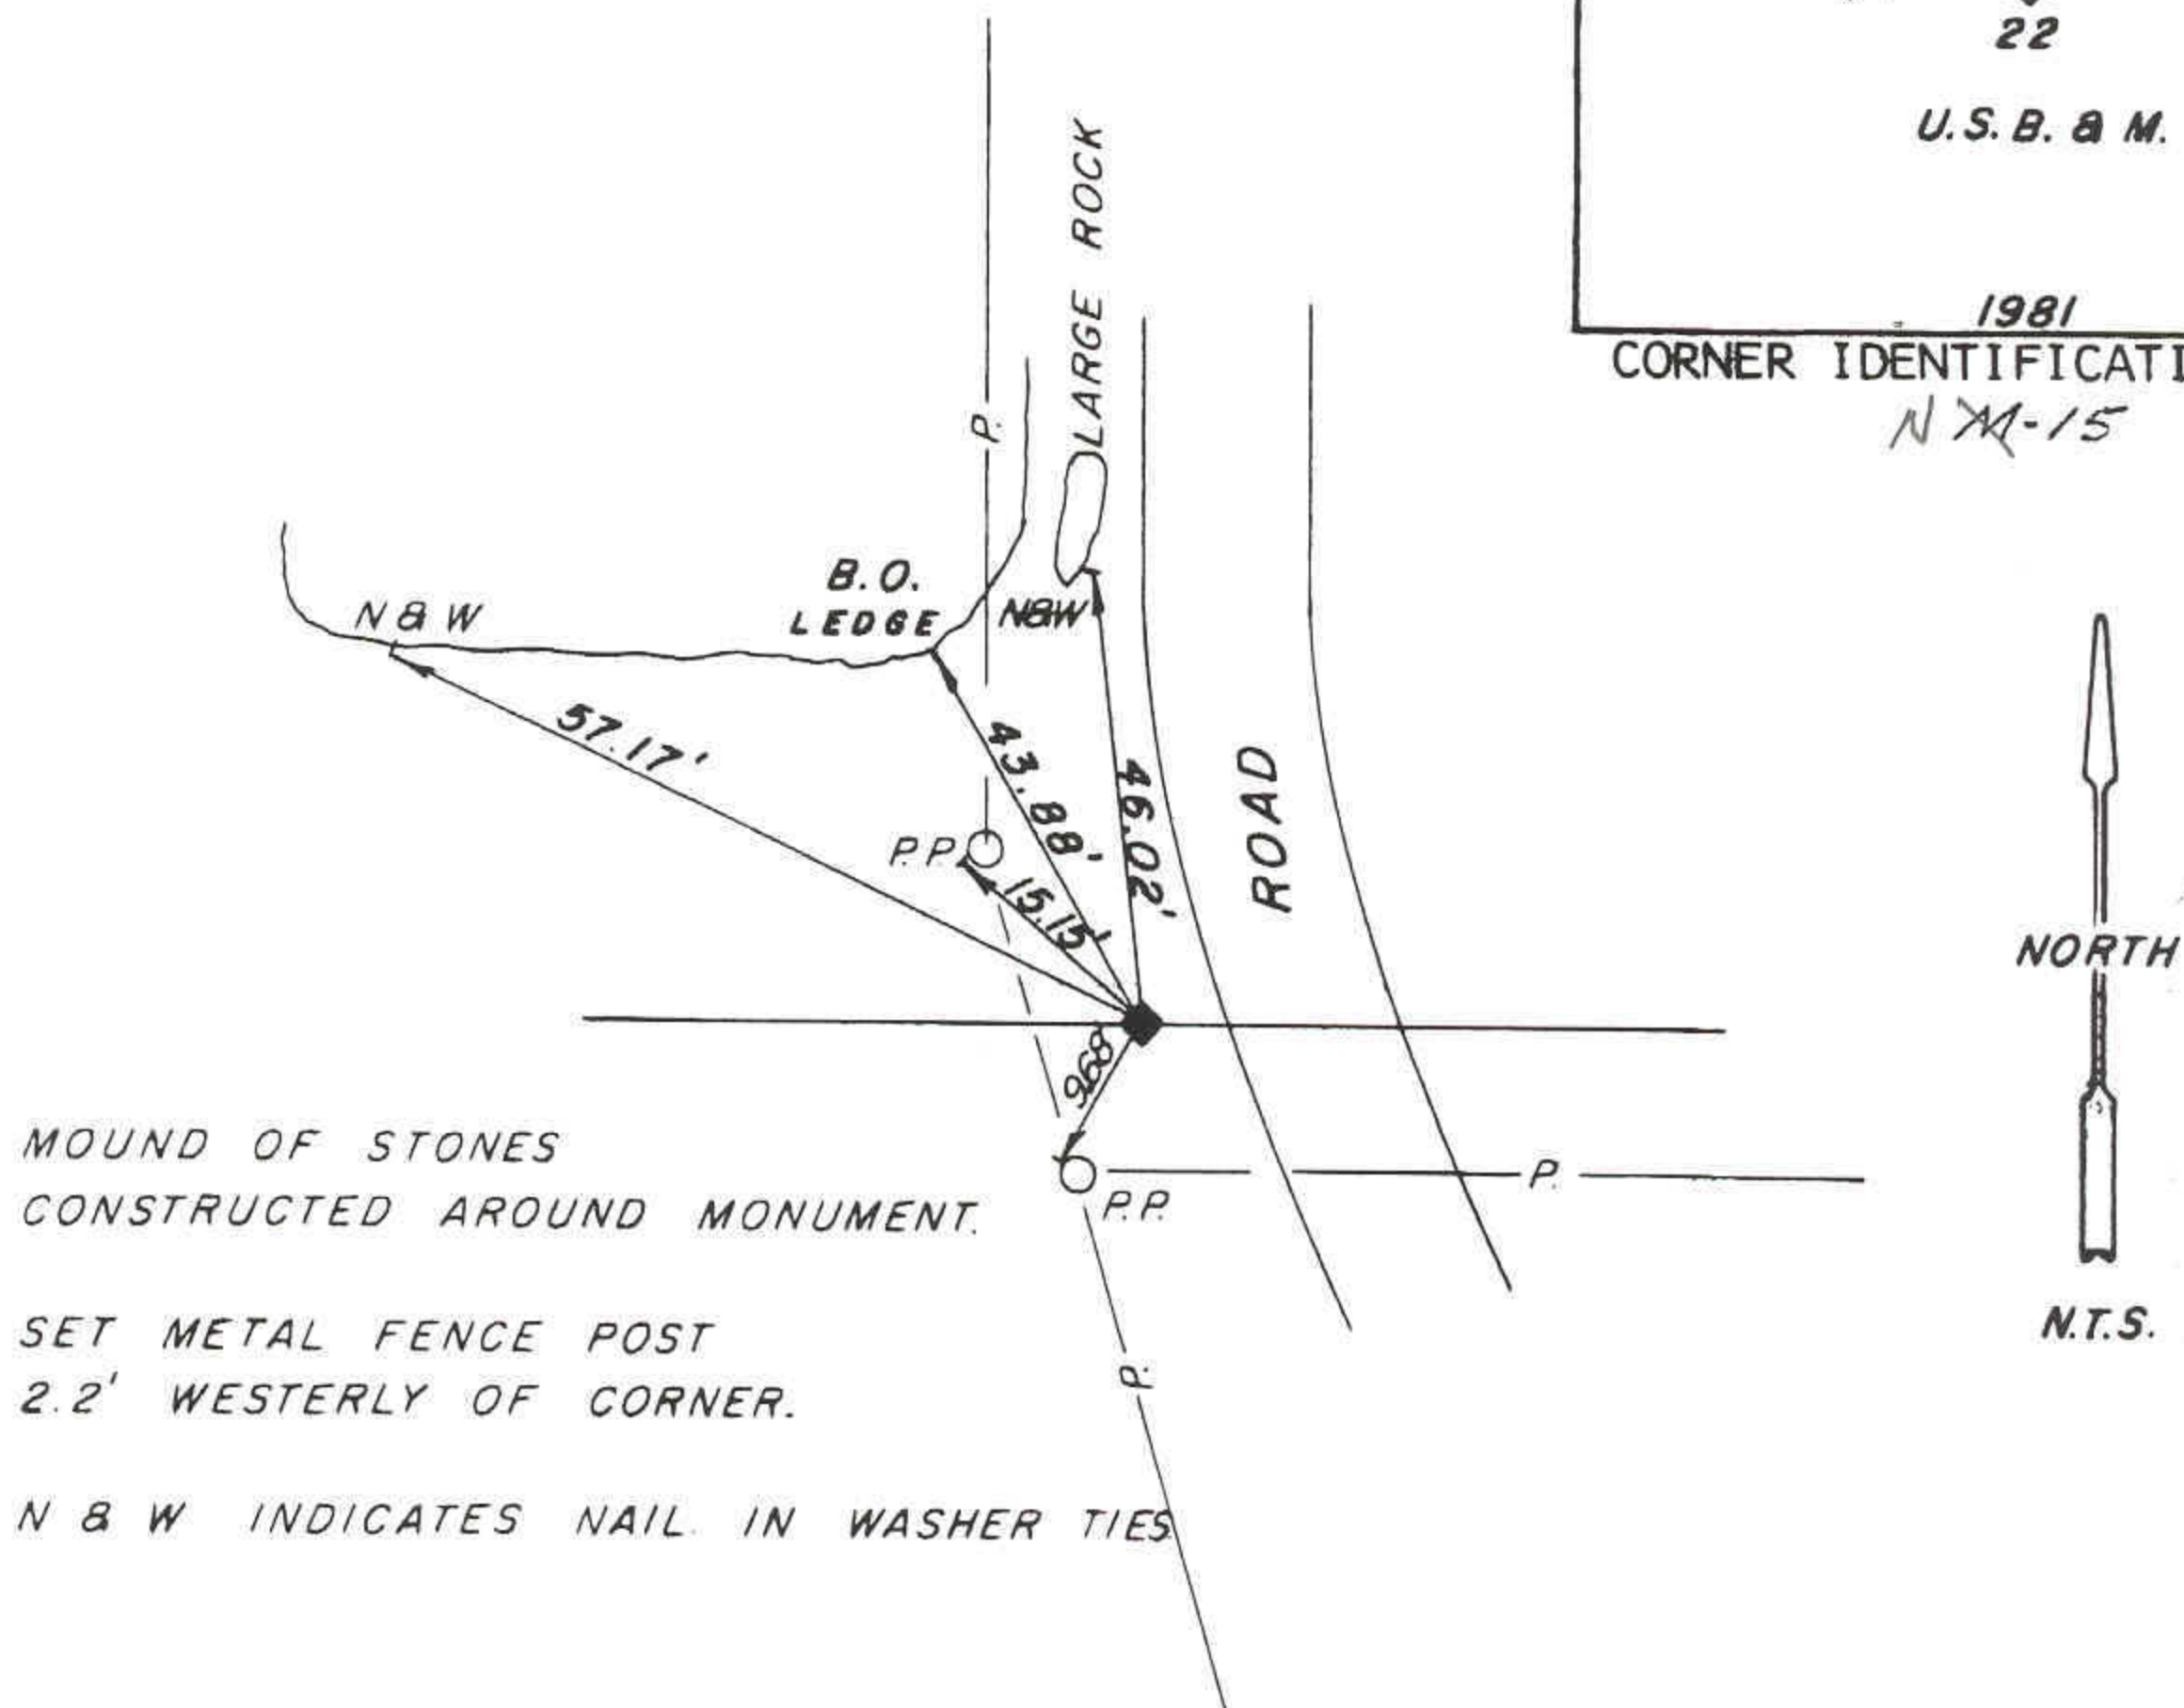 22
U.S.B. & M.
1981
CORNER IDENTIFICATI
LARGE ROCK
P.
B.O.
LEDGE
N&W
N & W
57.17'
43.88'
46.02'
ROAD
P.P.
15.15'
9.68'
P.P.
P.
P.
NORTH
N.T.S.
MOUND OF STONES
CONSTRUCTED AROUND MONUMENT.
SET METAL FENCE POST
2.2' WESTERLY OF CORNER.
N & W INDICATES NAIL IN WASHER TIES